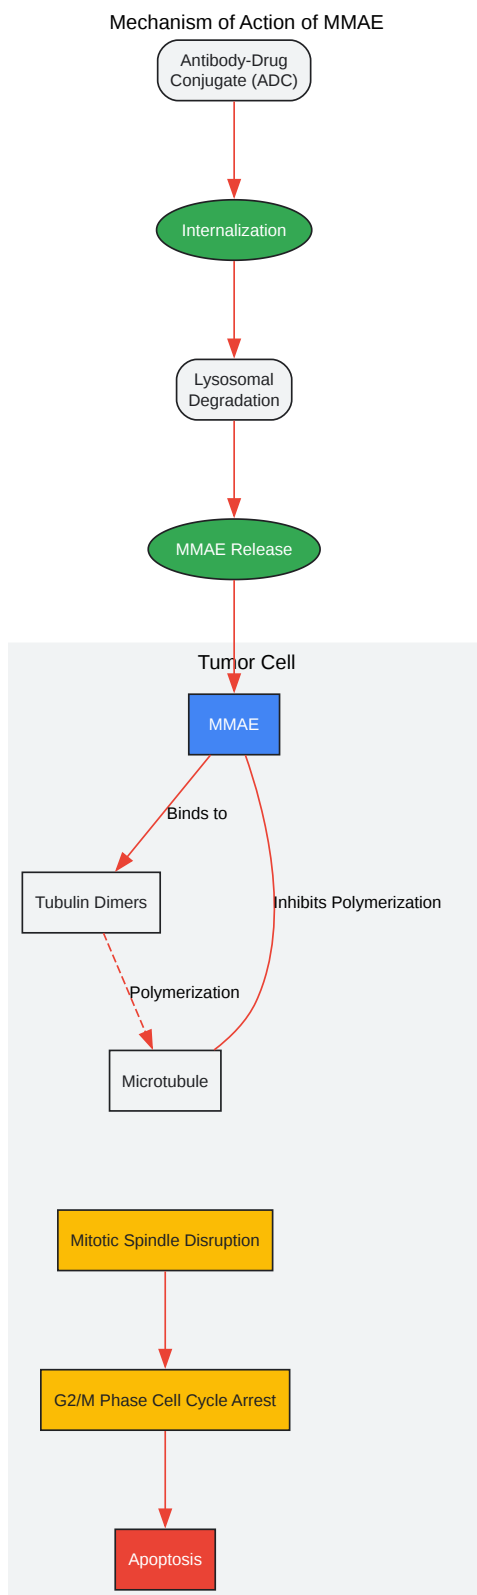 Mechanism of Action of MMAE
Antibody-Drug
Conjugate (ADC)
Internalization
Lysosomal
Degradation
MMAE Release
Tumor Cell
MMAE
Binds to
Tubulin Dimers
Inhibits Polymerization
Polymerization
Microtubule
Mitotic Spindle Disruption
G2/M Phase Cell Cycle Arrest
Apoptosis